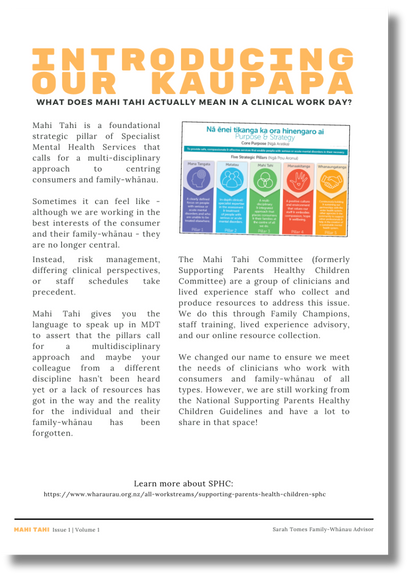 INTRODUCING
OUR KAUPAPA
WHAT DOES MAHI TAHI ACTUALLY MEAN IN A CLINICAL WORK DAY?
Mahi Tahi is a foundational
strategic pillar of Specialist
Mental Health Services that
calls for a multi-disciplinary
approach to centring
consumers and family-whānau.
Sometimes it can feel like -
although we are working in the
best interests of the consumer
and their family-whānau - they
are no longer central.
Instead, risk management,
differing clinical perspectives,
or staff schedules take
precedent.
Mahi Tahi gives you the
language to speak up in MDT
to assert that the pillars call
for a multidisciplinary
approach and maybe your
colleague from a different
discipline hasn't been heard
yet or a lack of resources has
got in the way and the reality
for the individual and their
family-whānau has been
forgotten.
Nā ēnei tikanga ka ora hinengaro ai
Purpose & Strategy
Core Purpose
Five Strategic Pillars
Mahi Tahi
The Mahi Tahi Committee (formerly
Supporting Parents Healthy Children
Committee) are a group of clinicians and
lived experience staff who collect and
produce resources to address this issue.
We do this through Family Champions,
staff training, lived experience advisory,
and our online resource collection.
We changed our name to ensure we meet
the needs of clinicians who work with
consumers and family-whānau of all
types. However, we are still working from
the National Supporting Parents Healthy
Children Guidelines and have a lot to
share in that space!
Learn more about SPHC:
https://www.wharaurau.org.nz/all-workstreams/supporting-parents-health-children-sphc
MAHI TAHI Issue 1 | Volume 1
Sarah Tomes Family-Whānau Advisor